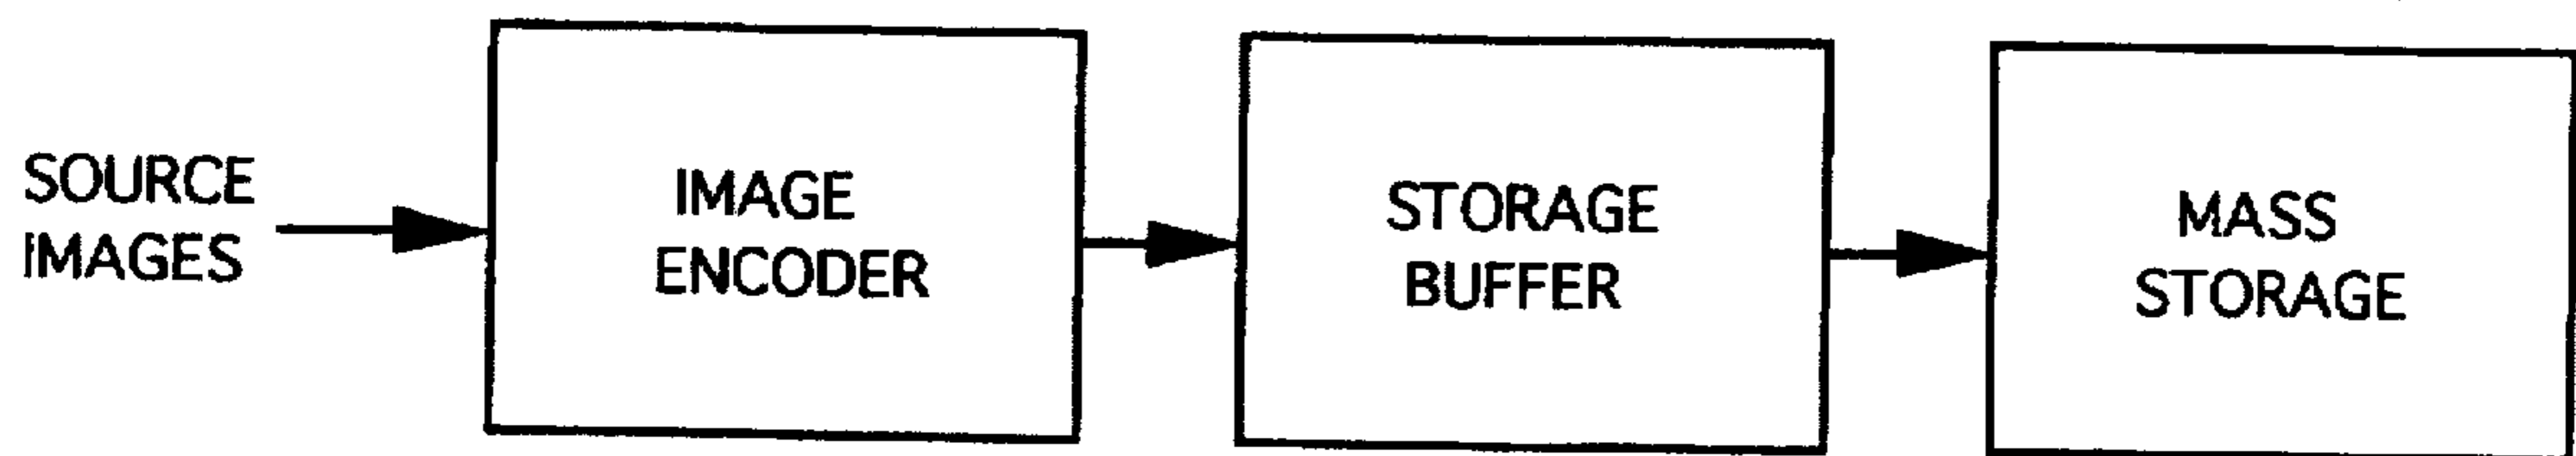 SOURCE
IMAGES
IMAGE
ENCODER
STORAGE
BUFFER
MASS
STORAGE